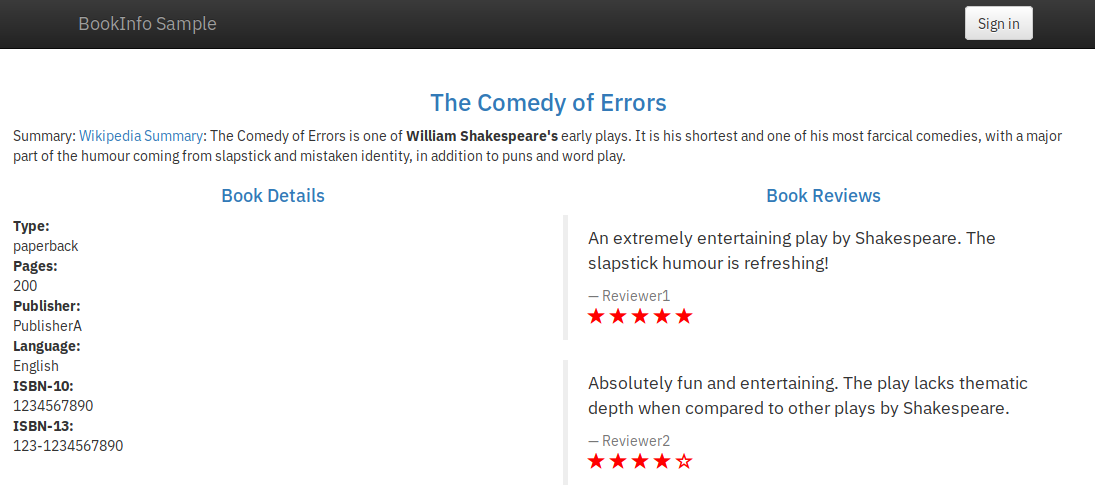 BookInfo Sample
Sign in
The Comedy of Errors
Summary: Wikipedia Summary: The Comedy of Errors is one of William Shakespeare's early plays. It is his shortest and one of his most farcical comedies, with a major
part of the humour coming from slapstick and mistaken identity, in addition to puns and word play.
Book Details
Type:
paperback
Pages:
200
Publisher:
PublisherA
Language:
English
ISBN-10:
1234567890
ISBN-13:
123-1234567890
Book Reviews
An extremely entertaining play by Shakespeare. The
slapstick humour is refreshing!
— Reviewer1
★ ★ ★ ★ ★
Absolutely fun and entertaining. The play lacks thematic
depth when compared to other plays by Shakespeare.
— Reviewer2
★ ★ ★ ★ ☆